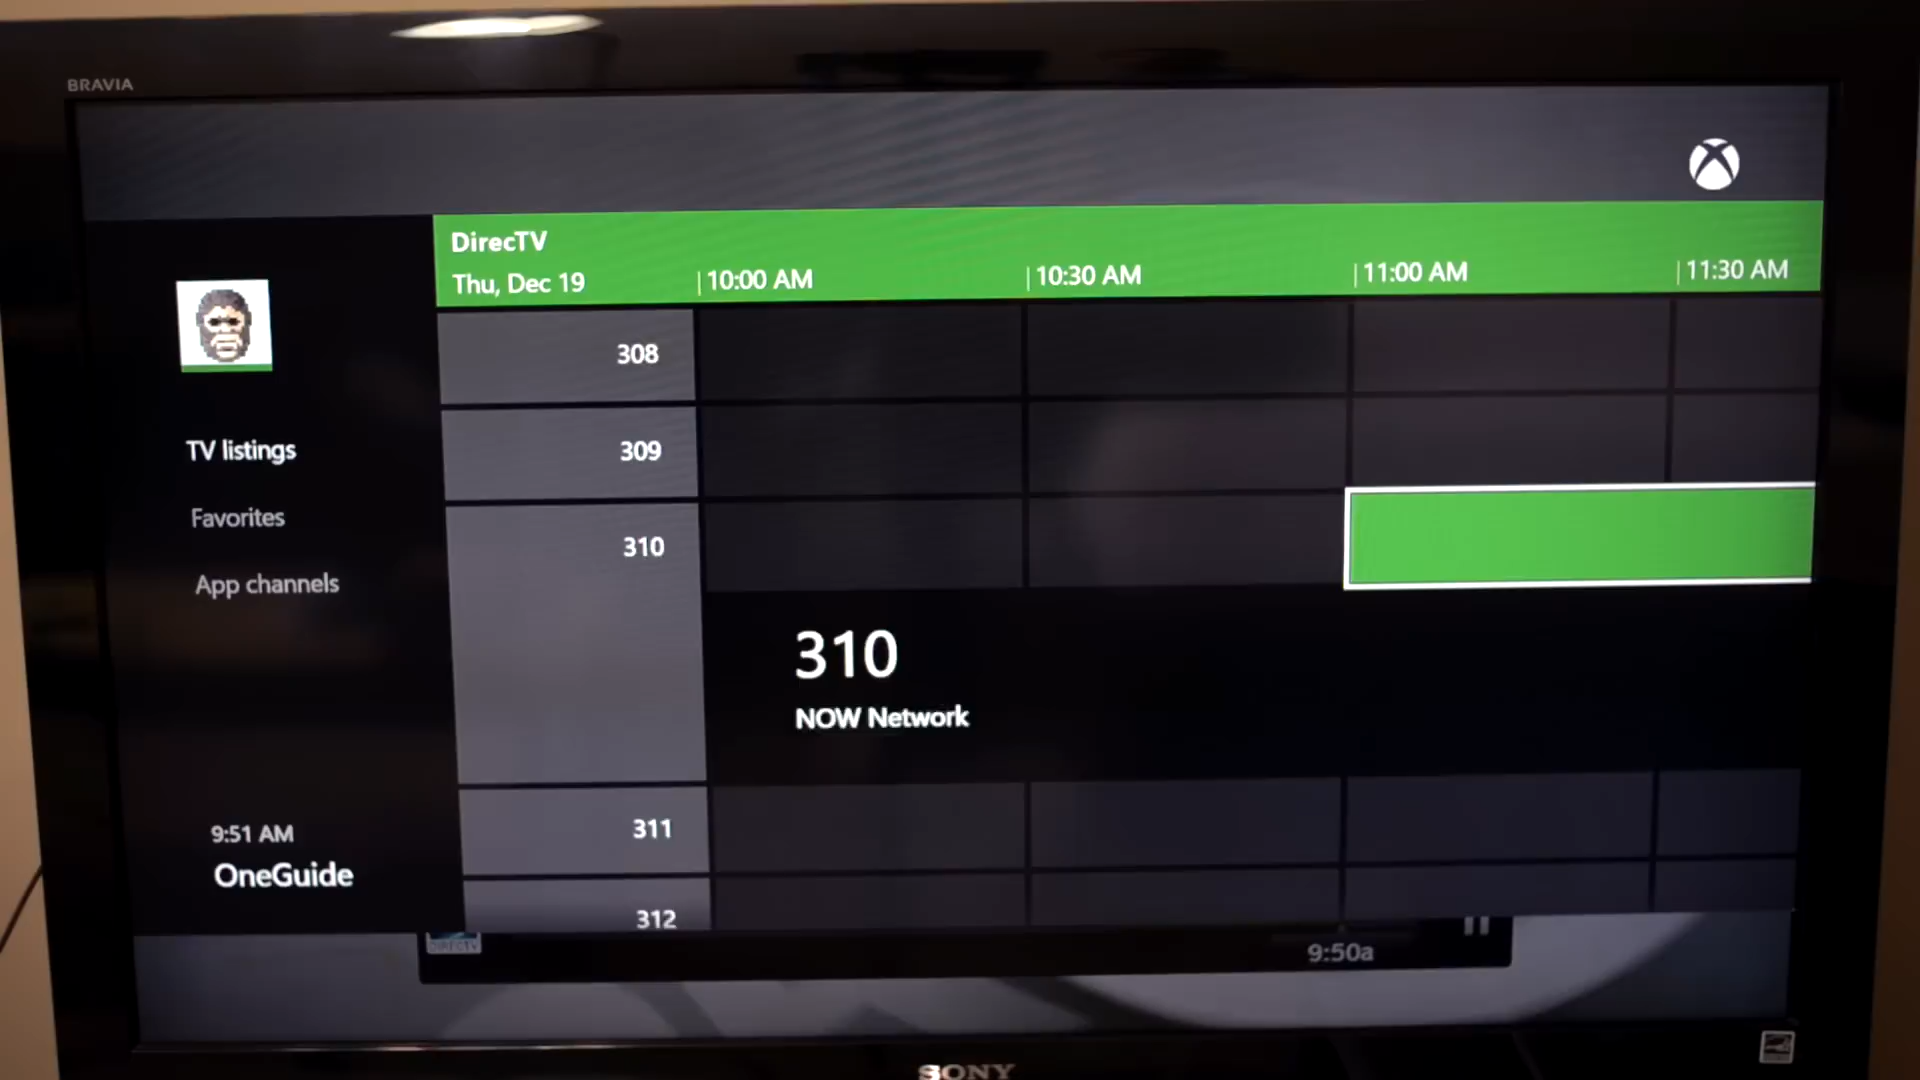 BRAVIA
DirecTV
Thu, Dec 19
10:00 AM
10:30 AM
11:00 AM
11:30 AM
308
309
310
TV listings
Favorites
App channels
310
NOW Network
311
312
9:51 AM
OneGuide
DIRECTV
9:50a
SONY